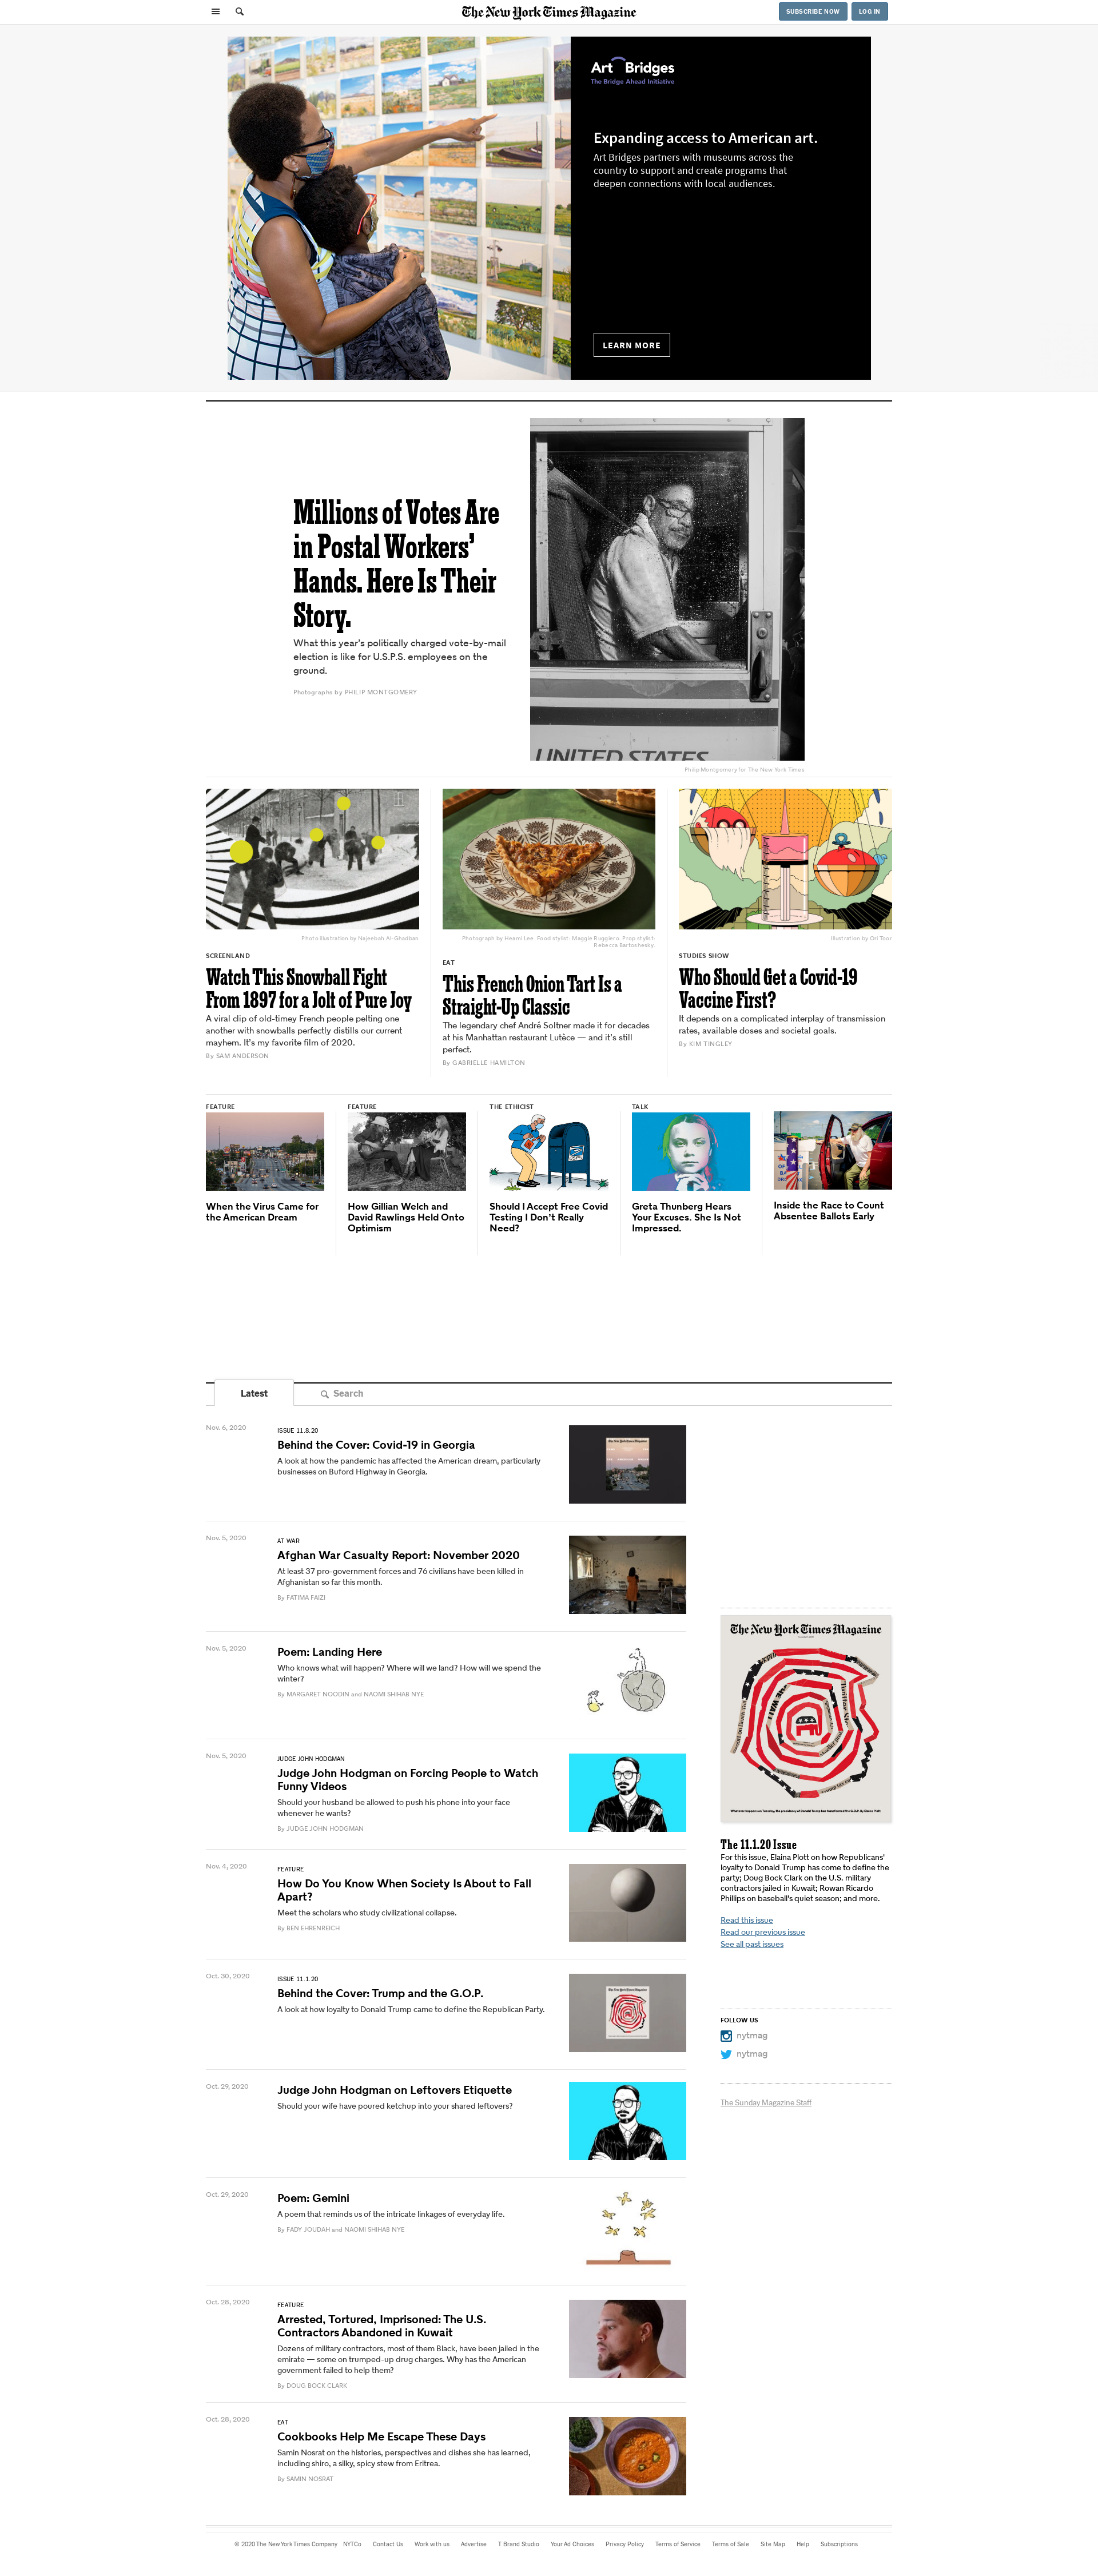 The New York Times Magazine
SUBSCRIBE NOW
LOG IN
Art Bridges
The Bridge Ahead Initiative
Expanding access to American art.
Art Bridges partners with museums across the
country to support and create programs that
deepen connections with local audiences.
LEARN MORE
Millions of Votes Are
in Postal Workers’
Hands. Here Is Their
Story.
What this year’s politically charged vote-by-mail
election is like for U.S.P.S. employees on the
ground.
Photographs by PHILIP MONTGOMERY
UNITED STATES
Philip Montgomery for The New York Times
Photo illustration by Najeebah Al-Ghadban
SCREENLAND
Watch This Snowball Fight
From 1897 for a Jolt of Pure Joy
A viral clip of old-timey French people pelting one
another with snowballs perfectly distills our current
mayhem. It’s my favorite film of 2020.
By SAM ANDERSON
Photograph by Heami Lee. Food stylist: Maggie Ruggiero. Prop stylist:
Rebecca Bartoshesky.
EAT
This French Onion Tart Is a
Straight-Up Classic
The legendary chef André Soltner made it for decades
at his Manhattan restaurant Lutèce — and it’s still
perfect.
By GABRIELLE HAMILTON
Illustration by Ori Toor
STUDIES SHOW
Who Should Get a Covid-19
Vaccine First?
It depends on a complicated interplay of transmission
rates, available doses and societal goals.
By KIM TINGLEY
FEATURE
When the Virus Came for
the American Dream
FEATURE
How Gillian Welch and
David Rawlings Held Onto
Optimism
THE ETHICIST
Should I Accept Free Covid
Testing I Don’t Really
Need?
TALK
Greta Thunberg Hears
Your Excuses. She Is Not
Impressed.
Inside the Race to Count
Absentee Ballots Early
Latest
Search
Nov. 6, 2020
ISSUE 11.8.20
Behind the Cover: Covid-19 in Georgia
A look at how the pandemic has affected the American dream, particularly
businesses on Buford Highway in Georgia.
Nov. 5, 2020
AT WAR
Afghan War Casualty Report: November 2020
At least 37 pro-government forces and 76 civilians have been killed in
Afghanistan so far this month.
By FATIMA FAIZI
Nov. 5, 2020
Poem: Landing Here
Who knows what will happen? Where will we land? How will we spend the
winter?
By MARGARET NOODIN and NAOMI SHIHAB NYE
Nov. 5, 2020
JUDGE JOHN HODGMAN
Judge John Hodgman on Forcing People to Watch
Funny Videos
Should your husband be allowed to push his phone into your face
whenever he wants?
By JUDGE JOHN HODGMAN
Nov. 4, 2020
FEATURE
How Do You Know When Society Is About to Fall
Apart?
Meet the scholars who study civilizational collapse.
By BEN EHRENREICH
Oct. 30, 2020
ISSUE 11.1.20
Behind the Cover: Trump and the G.O.P.
A look at how loyalty to Donald Trump came to define the Republican Party.
Oct. 29, 2020
Judge John Hodgman on Leftovers Etiquette
Should your wife have poured ketchup into your shared leftovers?
Oct. 29, 2020
Poem: Gemini
A poem that reminds us of the intricate linkages of everyday life.
By FADY JOUDAH and NAOMI SHIHAB NYE
Oct. 28, 2020
FEATURE
Arrested, Tortured, Imprisoned: The U.S.
Contractors Abandoned in Kuwait
Dozens of military contractors, most of them Black, have been jailed in the
emirate — some on trumped-up drug charges. Why has the American
government failed to help them?
By DOUG BOCK CLARK
Oct. 28, 2020
EAT
Cookbooks Help Me Escape These Days
Samin Nosrat on the histories, perspectives and dishes she has learned,
including shiro, a silky, spicy stew from Eritrea.
By SAMIN NOSRAT
The New York Times Magazine
The 11.1.20 Issue
For this issue, Elaina Plott on how Republicans'
loyalty to Donald Trump has come to define the
party; Doug Bock Clark on the U.S. military
contractors jailed in Kuwait; Rowan Ricardo
Phillips on baseball's quiet season; and more.
Read this issue
Read our previous issue
See all past issues
FOLLOW US
nytmag
nytmag
The Sunday Magazine Staff
© 2020 The New York Times Company NYTCo Contact Us Work with us Advertise T Brand Studio Your Ad Choices Privacy Policy Terms of Service Terms of Sale Site Map Help Subscriptions